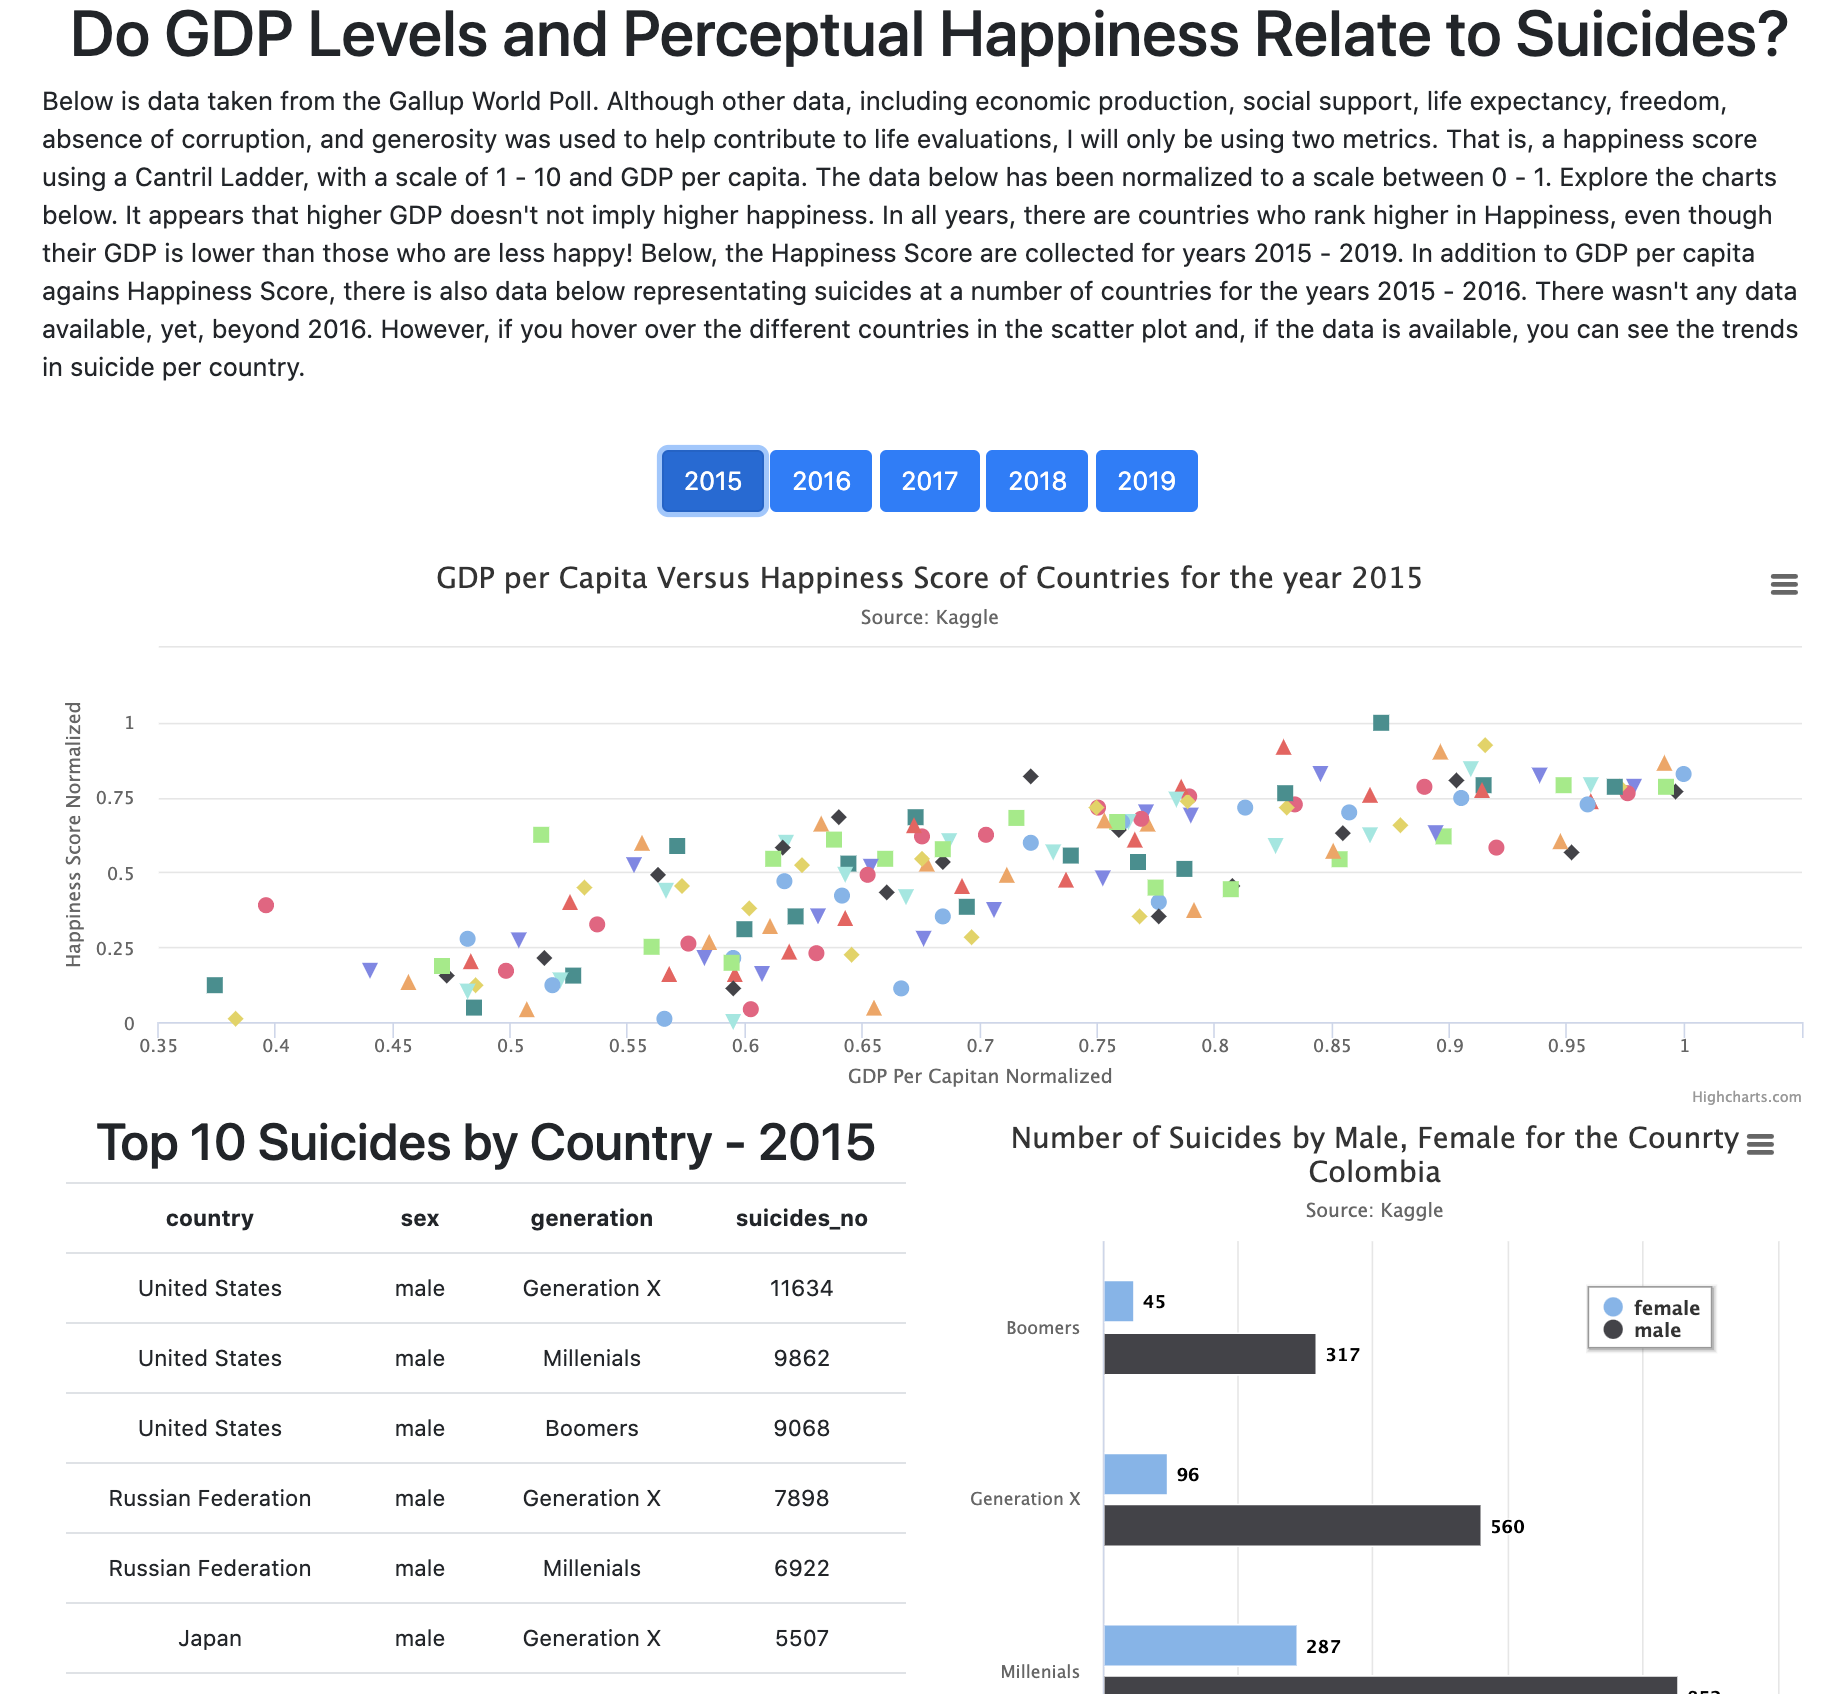 Do GDP Levels and Perceptual Happiness Relate to Suicides?
Below is data taken from the Gallup World Poll. Although other data, including economic production, social support, life expectancy, freedom,
absence of corruption, and generosity was used to help contribute to life evaluations, I will only be using two metrics. That is, a happiness score
using a Cantril Ladder, with a scale of 1 - 10 and GDP per capita. The data below has been normalized to a scale between 0 - 1. Explore the charts
below. It appears that higher GDP doesn't not imply higher happiness. In all years, there are countries who rank higher in Happiness, even though
their GDP is lower than those who are less happy! Below, the Happiness Score are collected for years 2015 - 2019. In addition to GDP per capita
agains Happiness Score, there is also data below representating suicides at a number of countries for the years 2015 - 2016. There wasn't any data
available, yet, beyond 2016. However, if you hover over the different countries in the scatter plot and, if the data is available, you can see the trends
in suicide per country.
2015 2016 2017 2018 2019
GDP per Capita Versus Happiness Score of Countries for the year 2015
Source: Kaggle
Happiness Score Normalized
1
0.75
0.5
0.25
0
0.35 0.4 0.45 0.5 0.55 0.6 0.65 0.7 0.75 0.8 0.85 0.9 0.95 1
GDP Per Capitan Normalized
Highcharts.com
Top 10 Suicides by Country - 2015
country sex generation suicides_no
United States male Generation X 11634
United States male Millenials 9862
United States male Boomers 9068
Russian Federation male Generation X 7898
Russian Federation male Millenials 6922
Japan male Generation X 5507
Number of Suicides by Male, Female for the Counrty
Colombia
Source: Kaggle
female
male
Boomers
45
317
Generation X
96
560
Millenials
287